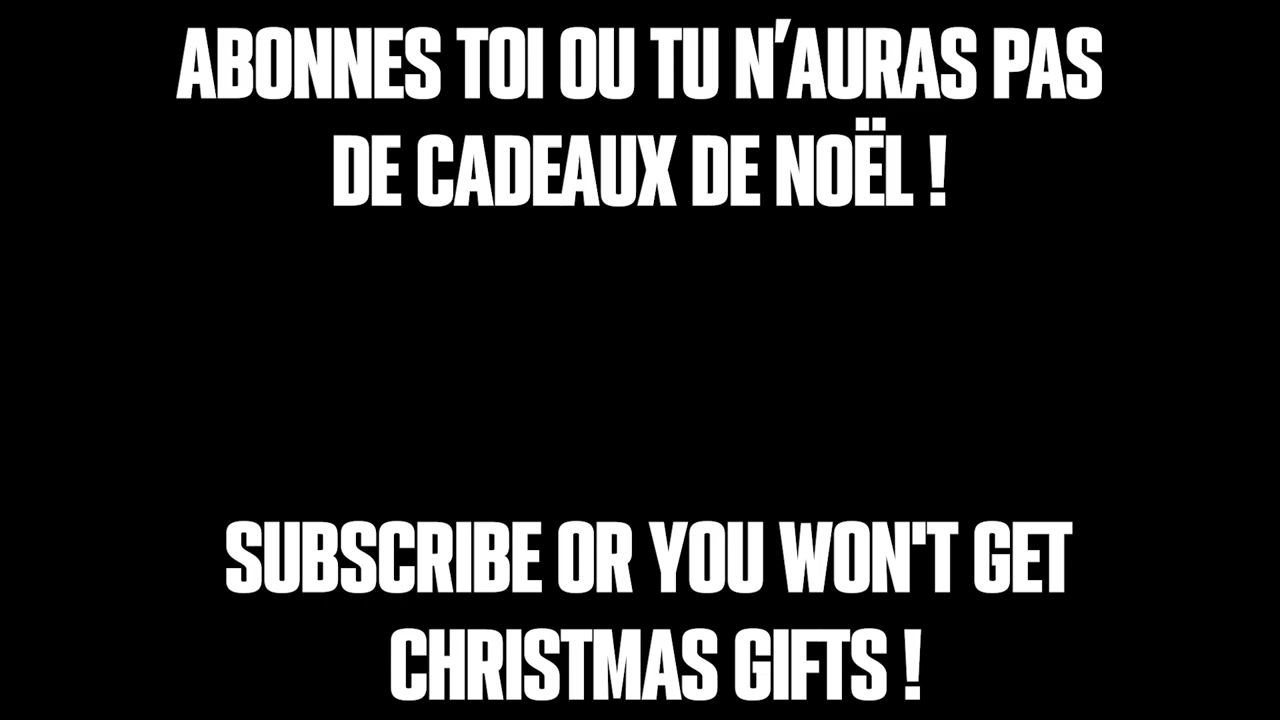 ABONNES TOI OU TU N'AURAS PAS
DE CADEAUX DE NOËL !
SUBSCRIBE OR YOU WON'T GET
CHRISTMAS GIFTS !